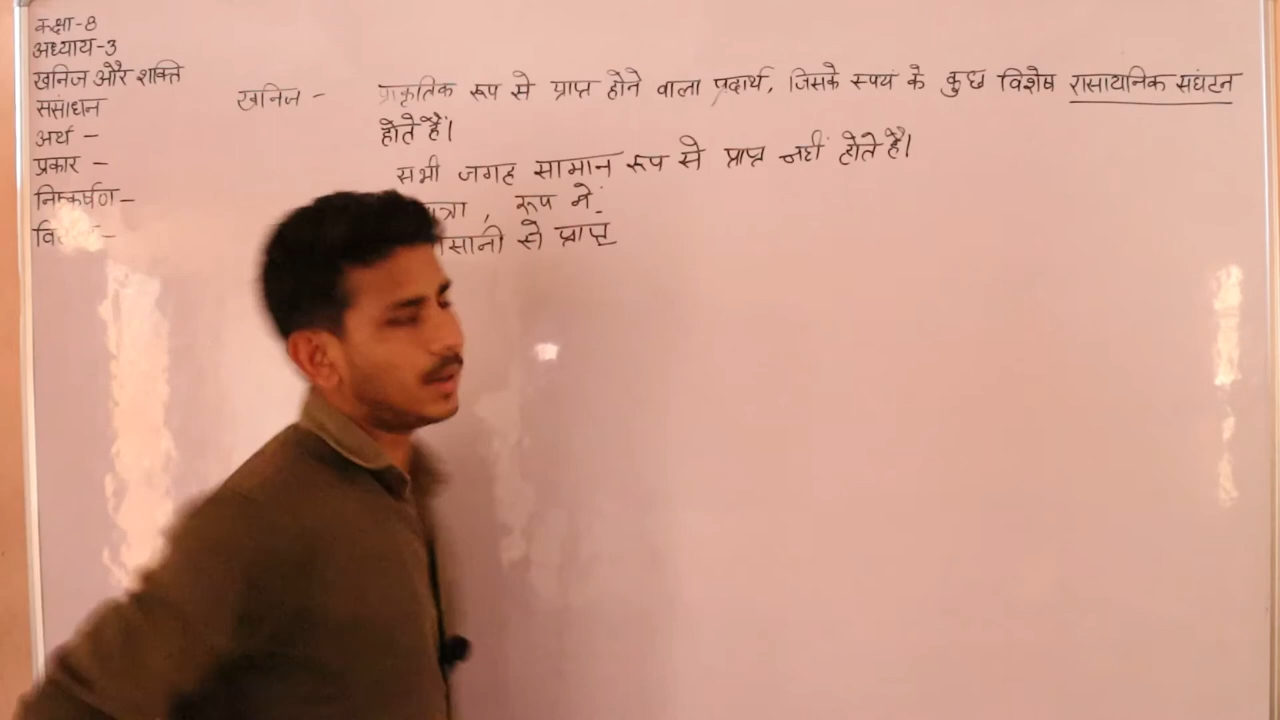 कक्षा-8
अध्याय-3
खनिज और शक्ति
संसाधन
अर्थ -
प्रकार -
निष्कर्षण -
खनिज - प्राकृतिक रूप से प्राप्त होने वाला पदार्थ, जिसके स्पयं के कुछ विशेष रासायनिक संघटन
होते हैं।
सभी जगह सामान रूप से प्राप्त नहीं होते है।
रूप में.
से प्राप्त